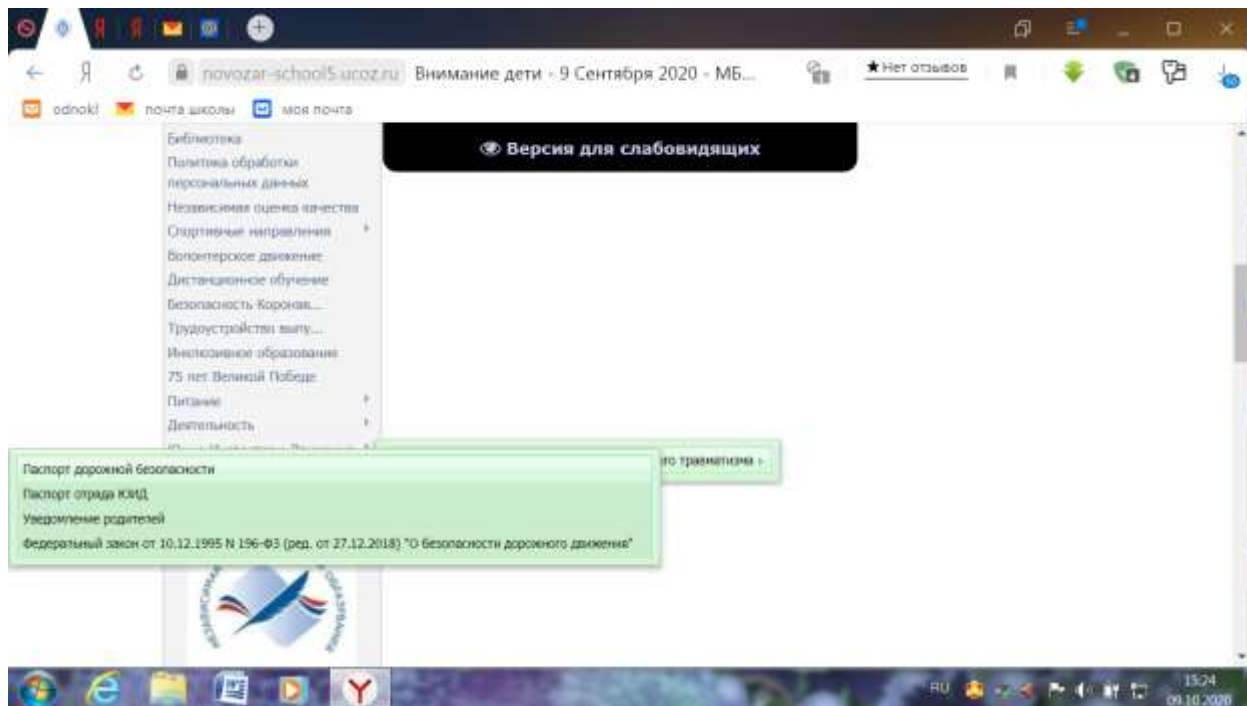 novozar-school5.ucoz.ru Внимание дети - 9 Сентября 2020 - МБ...
★ Нет отзывов
odnokl почта школы моя почта
Библиотека
Политика обработки
персональных данных
Независимая оценка качества
Спортивные направления
Волонтерское движение
Дистанционное обучение
Безопасность Коронав...
Трудоустройство выпу...
Инклюзивное образование
75 лет Великой Победе
Питание
Деятельность
Версия для слабовидящих
го травматизма
Паспорт дорожной безопасности
Паспорт отряда ЮИД
Уведомление родителей
Федеральный закон от 10.12.1995 N 196-ФЗ (ред. от 27.12.2018) "О безопасности дорожного движения"
НЕЗАВИСИМАЯ
ОБРАЗОВАНИЯ
RU
15:24
09.10.2020